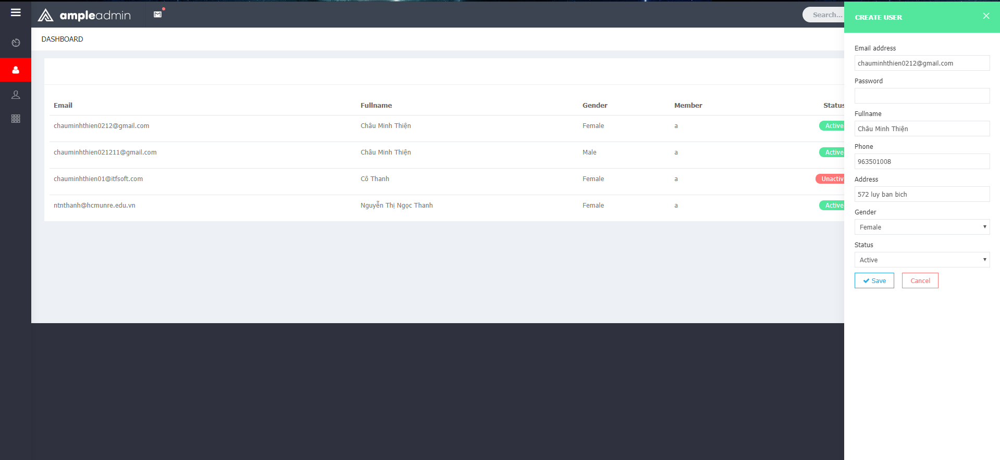 ampleadmin
Search...
DASHBOARD
Email Fullname Gender Member Status
chauminhthien0212@gmail.com Châu Minh Thiện Female a Active
chauminhthien021211@gmail.com Châu Minh Thiện Male a Active
chauminhthien01@itfsoft.com Cô Thanh Female a Unactiv
ntnthanh@hcmunre.edu.vn Nguyễn Thị Ngọc Thanh Female a Active
CREATE USER
Email address
chauminhthien0212@gmail.com
Password
Fullname
Châu Minh Thiện
Phone
963501008
Address
572 luy ban bich
Gender
Female
Status
Active
Save Cancel